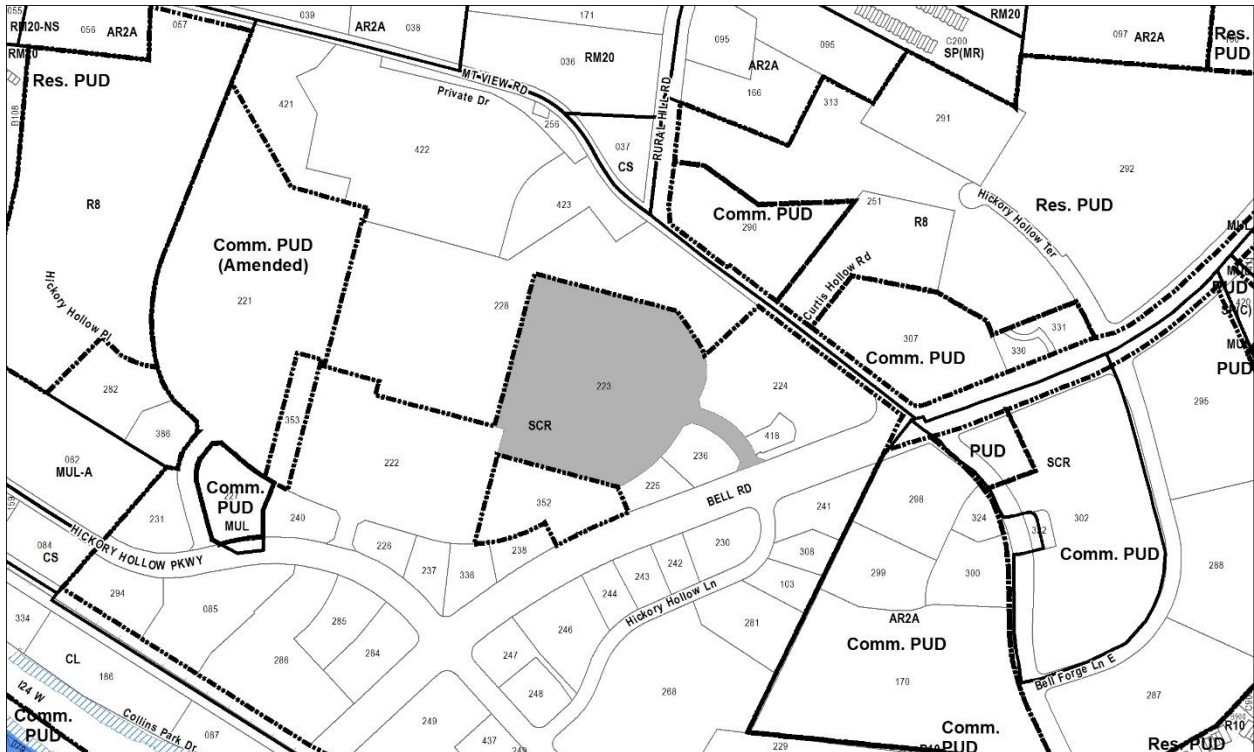 055
RM20-NS
056
AR2A
057
039
AR2A
038
171
036
RM20
095
AR2A
166
095
RM20
C200
SP(MR)
097
AR2A
Res.
PUD
RM20
Res. PUD
B108
421
MT VIEW RD
Private Dr
256
422
037
CS
RURAL HILL RD
313
291
292
R8
423
Comm. PUD
290
251
R8
Hickory Hollow Ter
Res. PUD
Comm. PUD
(Amended)
221
Hickory Hollow Pl
228
Curtis Hollow Rd
307
Comm. PUD
331
330
PUD
420
SP(C)
PUD
282
386
353
223
SCR
224
418
295
062
MUL-A
222
236
225
352
BELL RD
PUD
SCR
298
324
302
Comm. PUD
Comm.
PUD
MUL
231
240
226
237
336
238
241
230
242
243
244
308
103
299
300
288
HICKORY HOLLOW PKWY
084
CS
294
085
285
284
286
246
247
248
Hickory Hollow Ln
281
AR2A
Comm. PUD
170
Bell Forge Ln E
334
CL
186
I24 W
Collins Park Dr
087
Comm.
PUD
249
437
268
229
Comm.
PUD
287
R10
Res. PUD